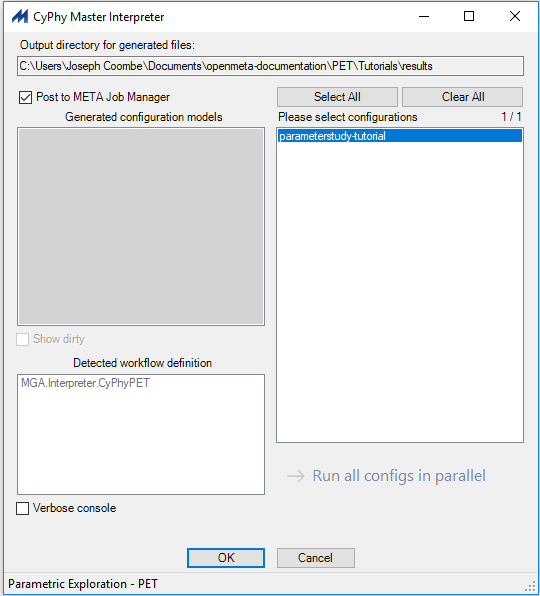 CyPhy Master Interpreter
Output directory for generated files:
C:\Users\Joseph Coombe\Documents\openmeta-documentation\PET\Tutorials\results
Post to META Job Manager
Select All
Clear All
Generated configuration models
Please select configurations
1 / 1
parameterstudy-tutorial
Show dirty
Detected workflow definition
MGA.Interpreter.CyPhyPET
Run all configs in parallel
Verbose console
OK
Cancel
Parametric Exploration - PET